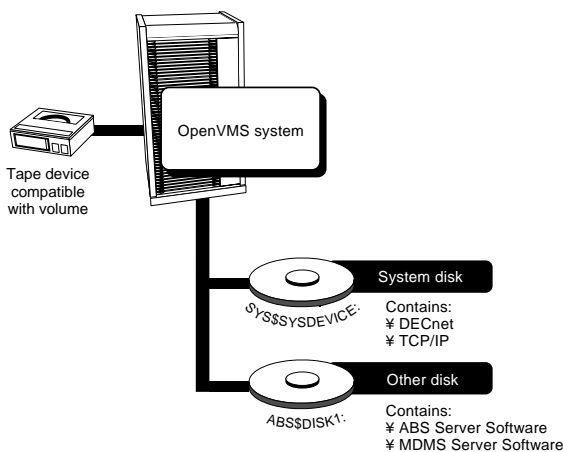 OpenVMS system
Tape device
compatible
with volume
System disk
SYS$SYSDEVICE:
Contains:
¥ DECnet
¥ TCP/IP
Other disk
ABS$DISK1:
Contains:
¥ ABS Server Software
¥ MDMS Server Software